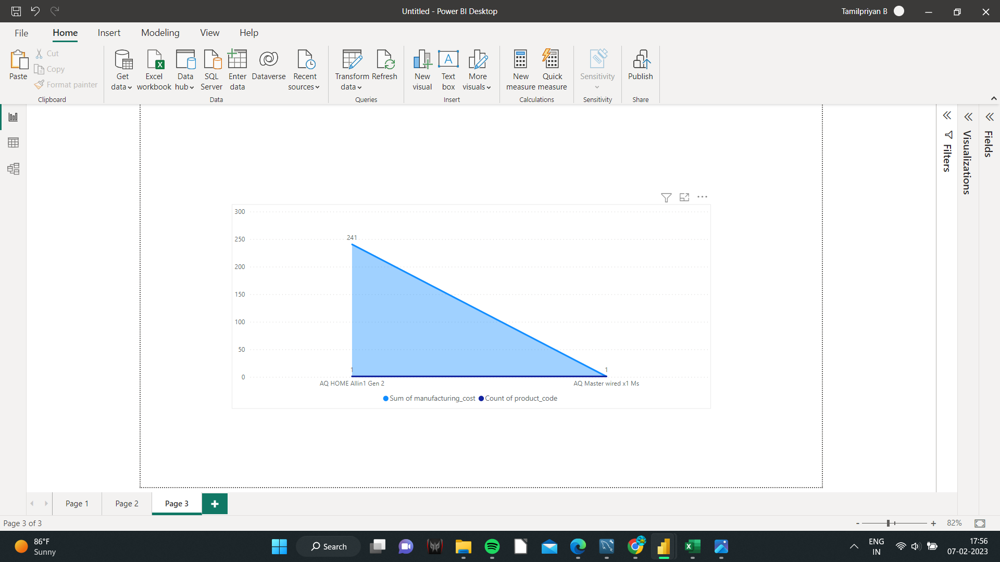 Untitled - Power BI Desktop
Tamilpriyan B
File
Home
Insert
Modeling
View
Help
Paste
Cut
Copy
Format painter
Clipboard
Get data
Excel workbook
Data hub
SQL Server
Enter data
Dataverse
Recent sources
Data
Transform data
Refresh
Queries
New visual
Text box
More visuals
Insert
New measure
Quick measure
Calculations
Sensitivity
Sensitivity
Publish
Share
Filters
Visualizations
Fields
300
250
200
150
100
50
0
241
1
1
AQ HOME Allin1 Gen 2
AQ Master wired x1 Ms
Sum of manufacturing_cost
Count of product_code
Page 1
Page 2
Page 3
Page 3 of 3
82%
86°F
Sunny
Search
ENG
IN
17:56
07-02-2023